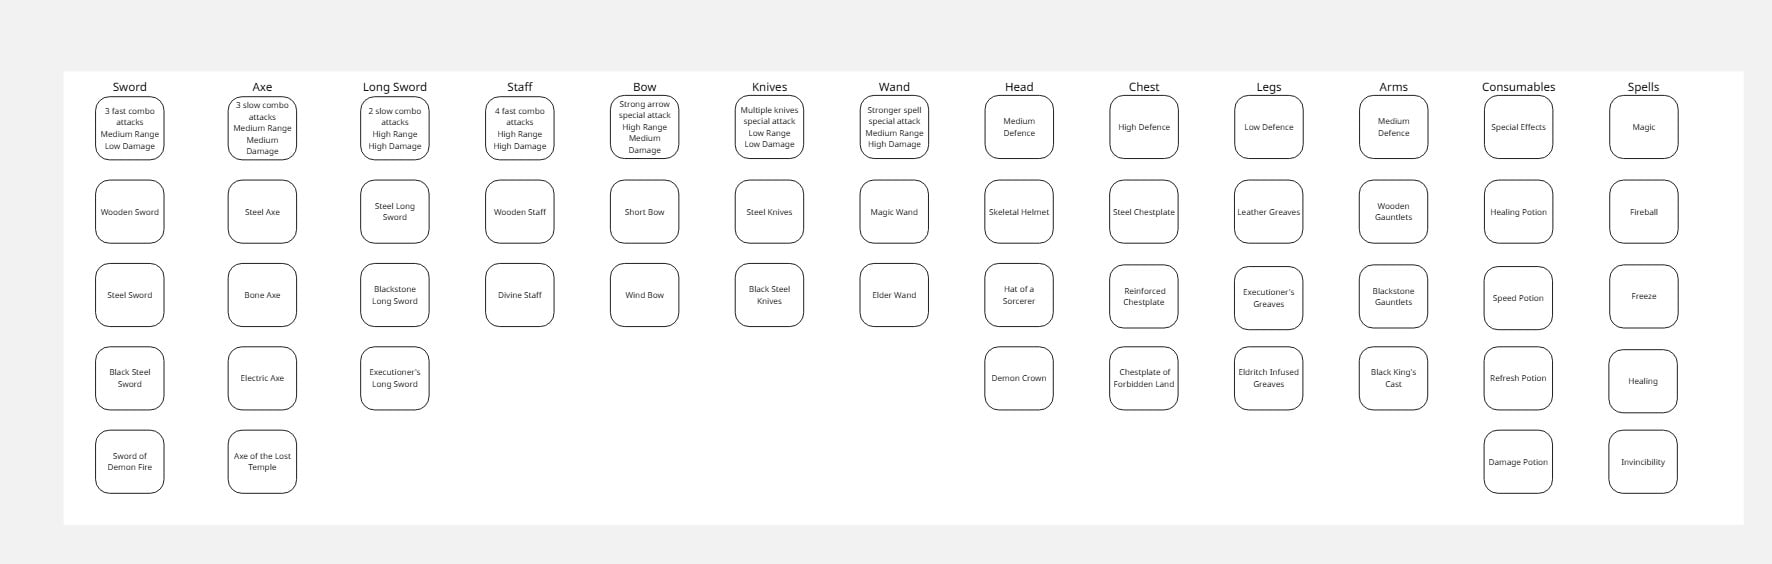 Sword
3 fast combo
attacks
Medium Range
Low Damage
Wooden Sword
Steel Sword
Black Steel
Sword
Sword of
Demon Fire
Axe
3 slow combo
attacks
Medium Range
Medium
Damage
Steel Axe
Bone Axe
Electric Axe
Axe of the Lost
Temple
Long Sword
2 slow combo
attacks
High Range
High Damage
Steel Long
Sword
Blackstone
Long Sword
Executioner's
Long Sword
Staff
4 fast combo
attacks
High Range
High Damage
Wooden Staff
Divine Staff
Bow
Strong arrow
special attack
High Range
Medium
Damage
Short Bow
Wind Bow
Knives
Multiple knives
special attack
Low Range
Low Damage
Steel Knives
Black Steel
Knives
Wand
Stronger spell
special attack
Medium Range
High Damage
Magic Wand
Elder Wand
Head
Medium
Defence
Skeletal Helmet
Hat of a
Sorcerer
Demon Crown
Chest
High Defence
Steel Chestplate
Reinforced
Chestplate
Chestplate of
Forbidden Land
Legs
Low Defence
Leather Greaves
Executioner's
Greaves
Eldritch Infused
Greaves
Arms
Medium
Defence
Wooden
Gauntlets
Blackstone
Gauntlets
Black King's
Cast
Consumables
Special Effects
Healing Potion
Speed Potion
Refresh Potion
Damage Potion
Spells
Magic
Fireball
Freeze
Healing
Invincibility